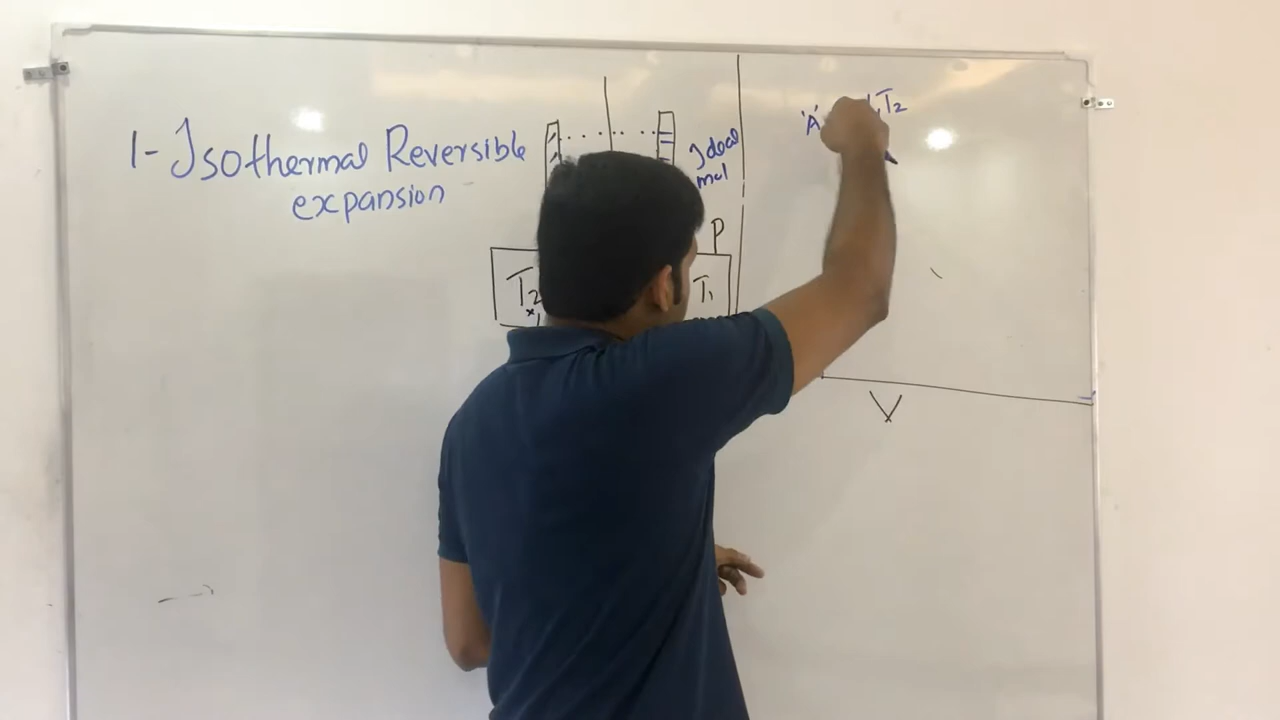 1- Isothermal Reversible
expansion
Ideal
mol
T2
T1
P
'A'
T2
V